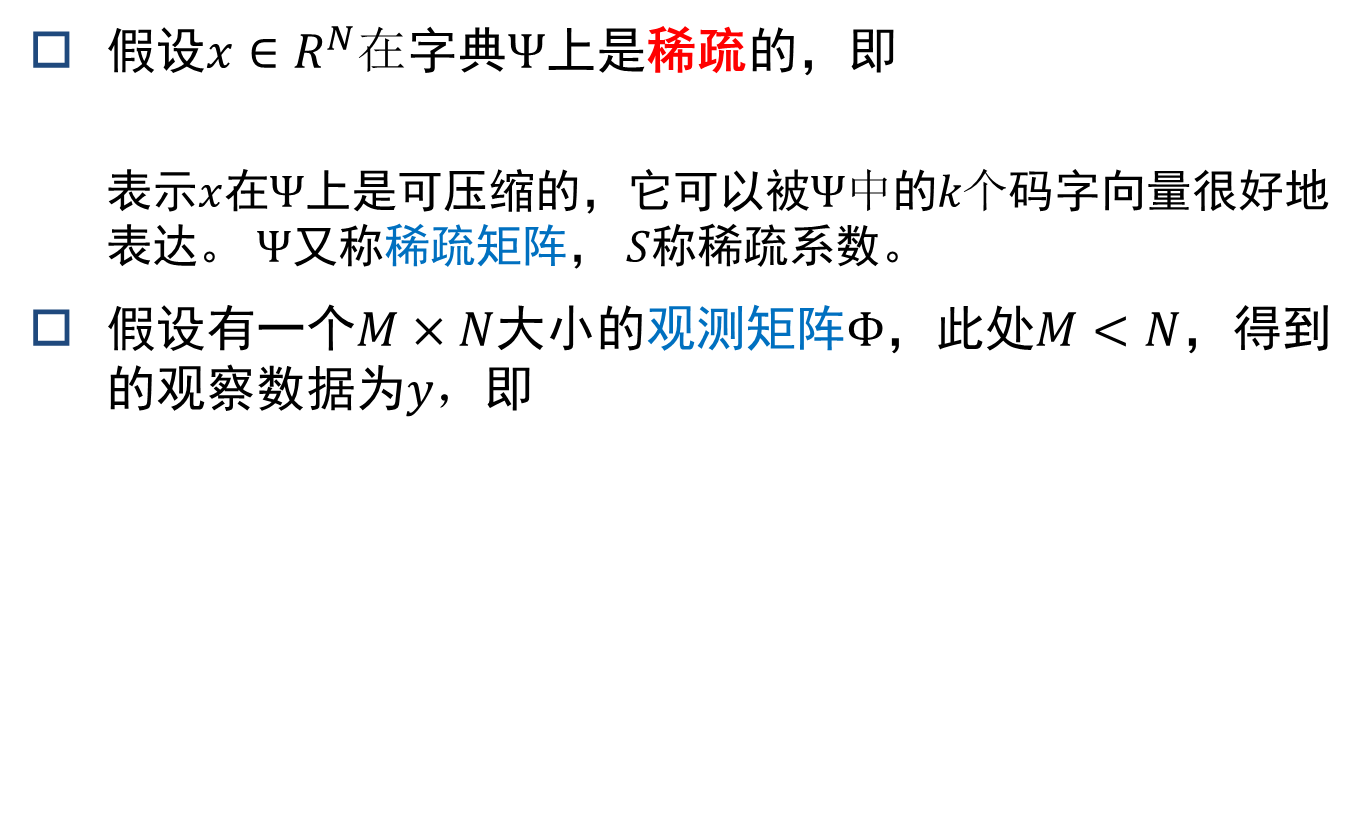 假设𝑥 ∈ 𝑅^𝑁在字典Ψ上是稀疏的，即
表示𝑥在Ψ上是可压缩的，它可以被Ψ中的𝑘个码字向量很好地
表达。 Ψ又称稀疏矩阵， 𝑆称稀疏系数。
假设有一个𝑀 × 𝑁大小的观测矩阵Φ，此处𝑀 < 𝑁，得到
的观察数据为𝑦，即